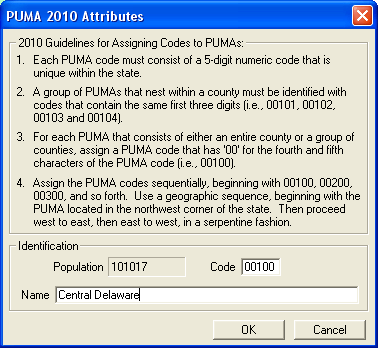 PUMA 2010 Attributes
2010 Guidelines for Assigning Codes to PUMAs:
1. Each PUMA code must consist of a 5-digit numeric code that is
unique within the state.
2. A group of PUMAs that nest within a county must be identified with
codes that contain the same first three digits (i.e., 00101, 00102,
00103 and 00104).
3. For each PUMA that consists of either an entire county or a group of
counties, assign a PUMA code that has '00' for the fourth and fifth
characters of the PUMA code (i.e., 00100).
4. Assign the PUMA codes sequentially, beginning with 00100, 00200,
00300, and so forth. Use a geographic sequence, beginning with the
PUMA located in the northwest corner of the state. Then proceed
west to east, then east to west, in a serpentine fashion.
Identification
Population 101017 Code 00100
Name Central Delaware
OK Cancel